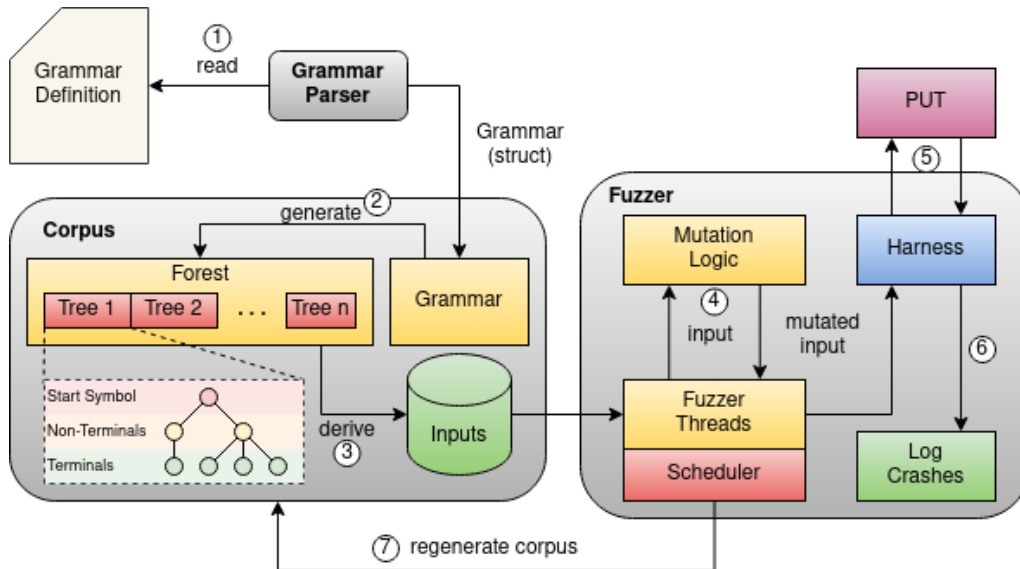 1
read
Grammar
Definition
Grammar
Parser
PUT
Grammar
(struct)
5
2
generate
Corpus
Fuzzer
Forest
Tree 1
Tree 2
. . .
Tree n
Grammar
Mutation
Logic
Harness
4
input
mutated
input
6
Start Symbol
Non-Terminals
Terminals
derive
3
Inputs
Fuzzer
Threads
Scheduler
Log
Crashes
7 regenerate corpus